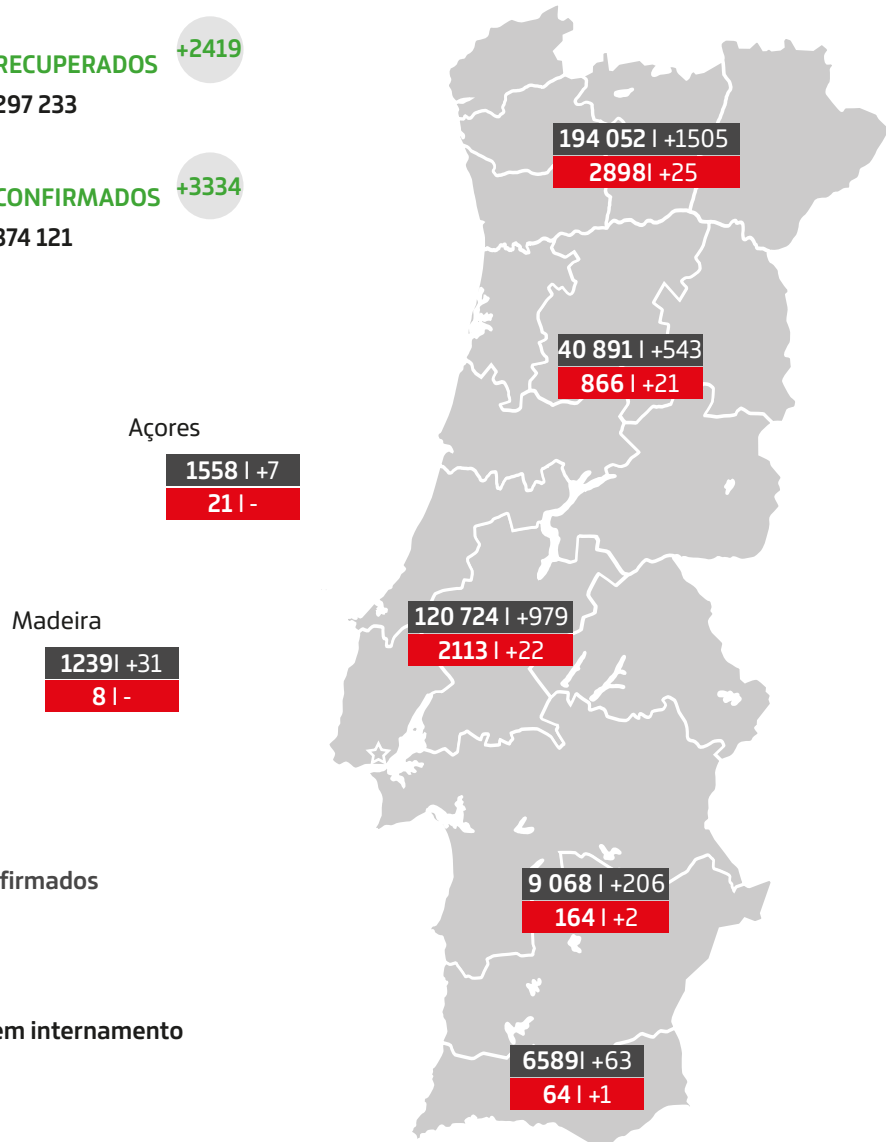 +2419
RECUPERADOS
297 233
+3334
CONFIRMADOS
374 121
194 052 | +1505
2898| +25
40 891 | +543
866 | +21
Açores
1558 | +7
21 | -
Madeira
1239| +31
8 | -
120 724 | +979
2113 | +22
firmados
9 068 | +206
164 | +2
em internamento
6589| +63
64 | +1